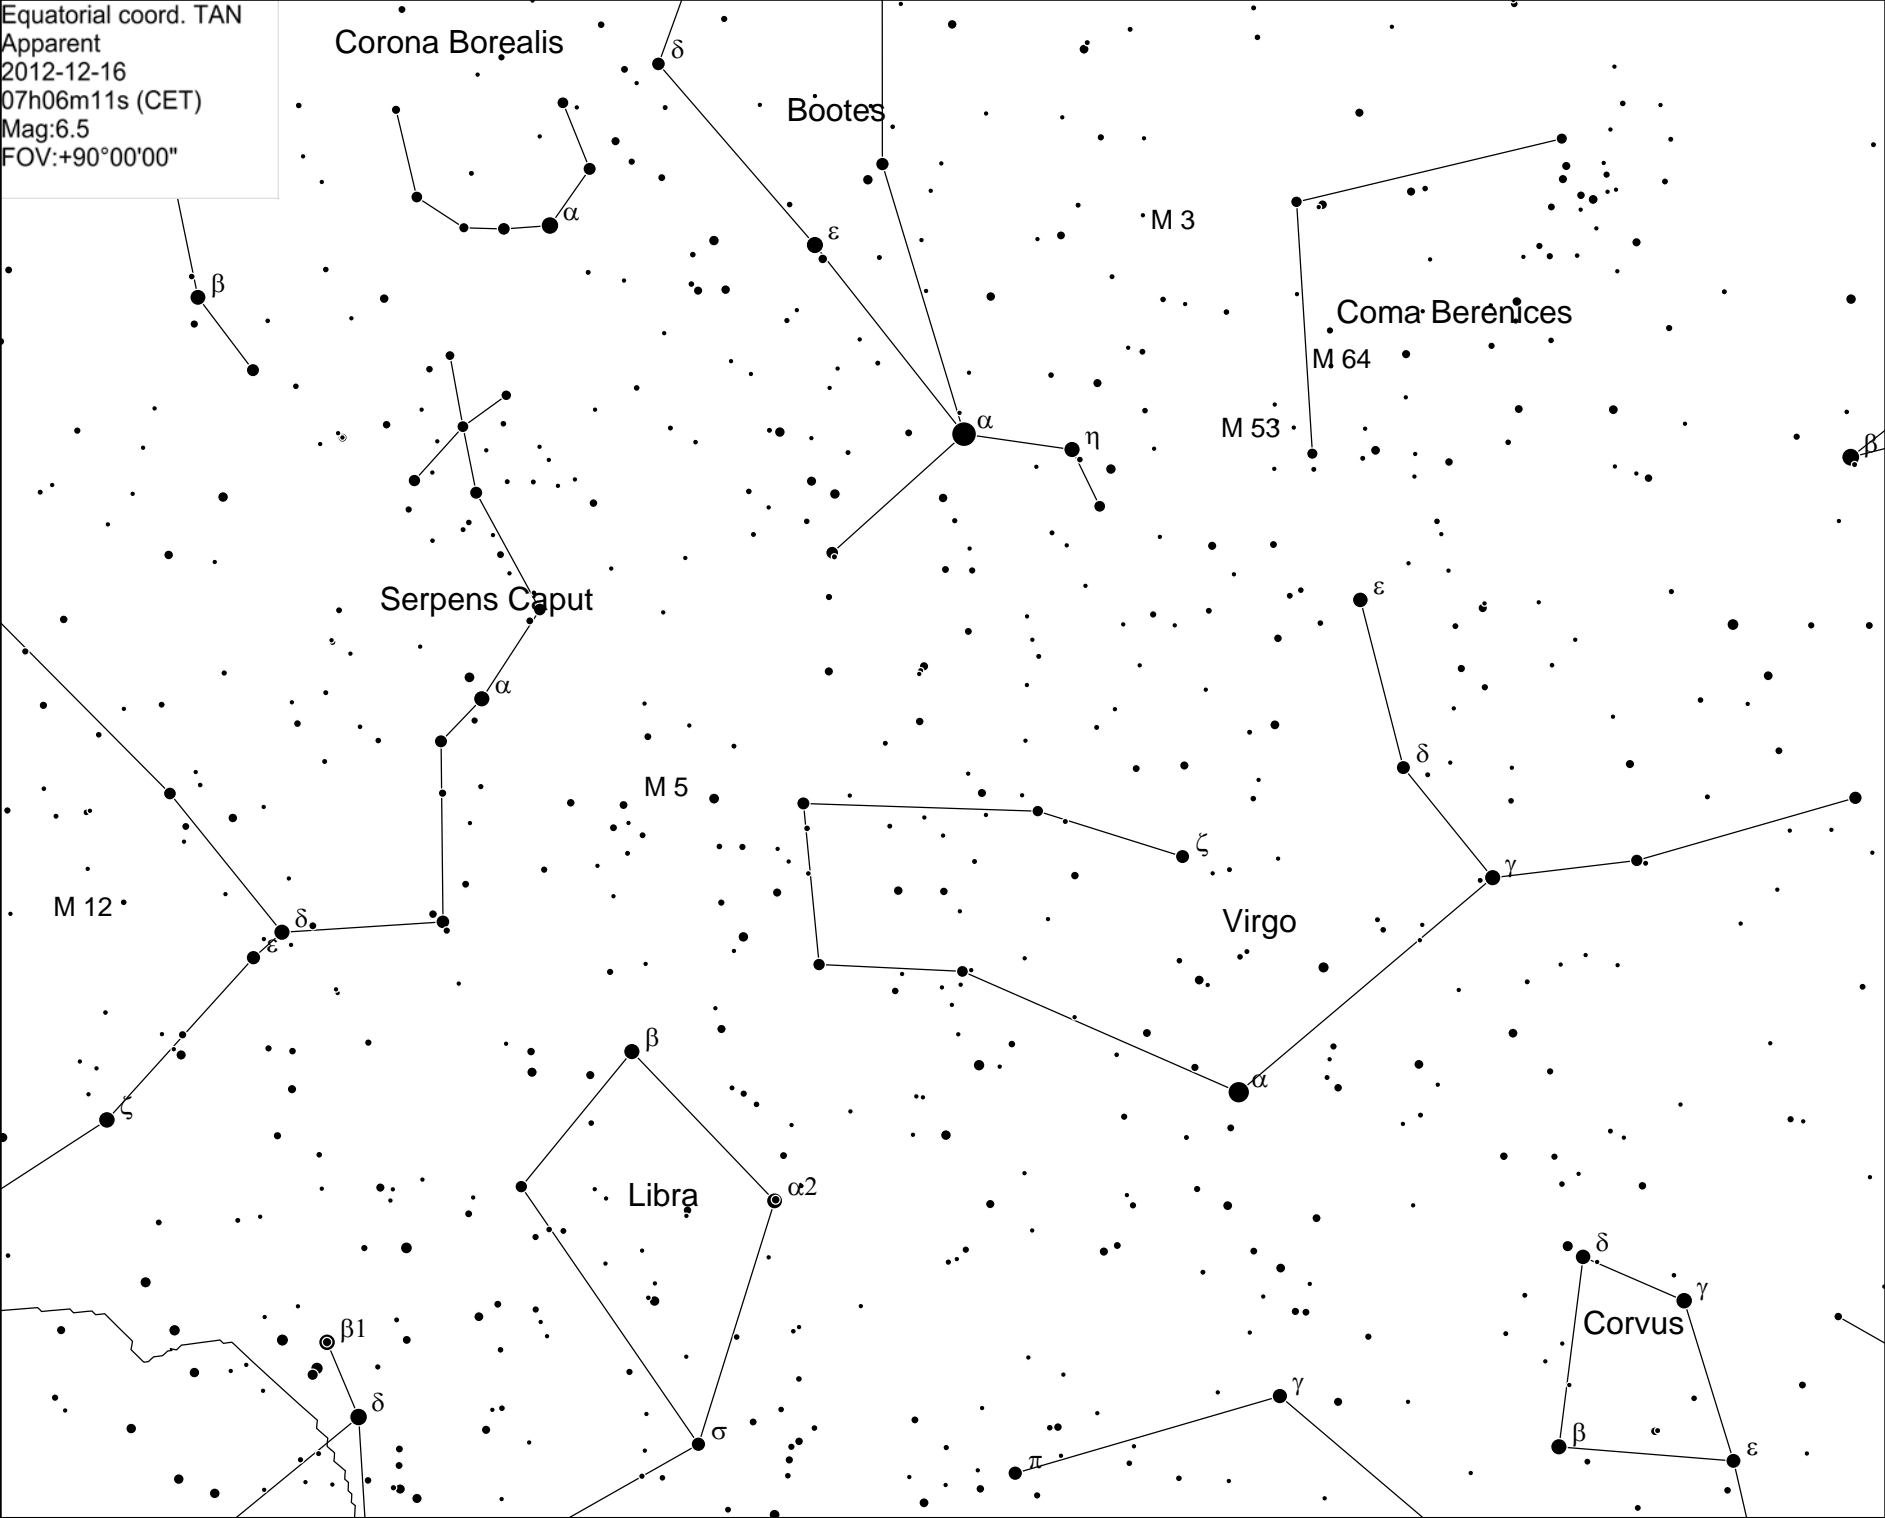 Equatorial coord. TAN
Apparent
2012-12-16
07h06m11s (CET)
Mag:6.5
FOV:+90°00'00"
Corona Borealis
δ
Bootes
α
M 3
ε
β
Coma Berenices
M 64
α
M 53
η
β
Serpens Caput
ε
α
δ
M 5
ζ
γ
M 12
δ
Virgo
ε
β
α
ζ
Libra
α2
δ
γ
Corvus
β1
γ
δ
σ
β
ε
π